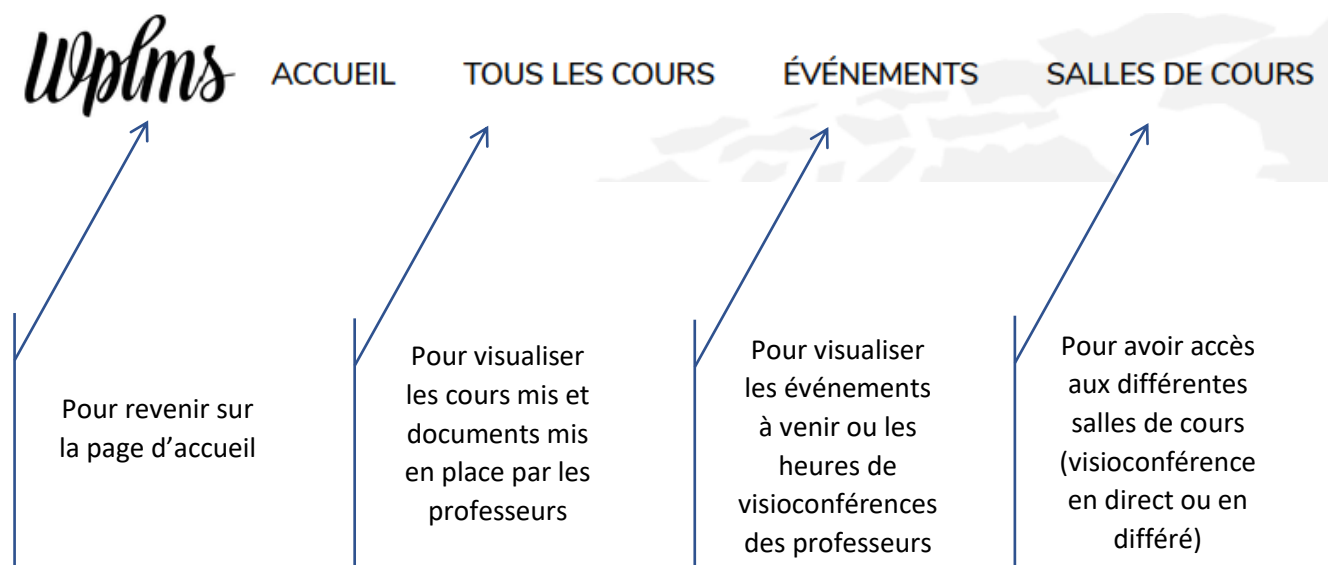 Wplms ACCUEIL TOUS LES COURS ÉVÉNEMENTS SALLES DE COURS
Pour revenir sur
la page d’accueil
Pour visualiser
les cours mis et
documents mis
en place par les
professeurs
Pour visualiser
les événements
à venir ou les
heures de
visioconférences
des professeurs
Pour avoir accès
aux différentes
salles de cours
(visioconférence
en direct ou en
différé)